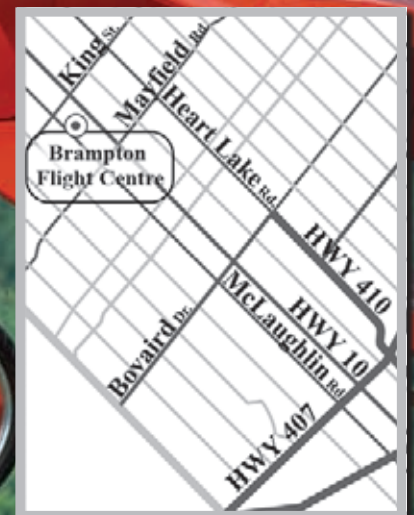 King St.
Mayfield Rd
Heart Lake Rd.
Brampton
Flight Centre
HWY 410
HWY 10
McLaughlin Rd
Bovaird Dr.
HWY 407